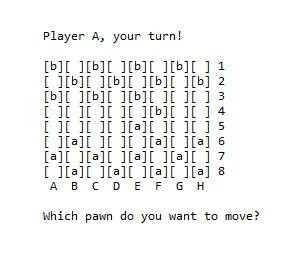 Player A, your turn!
[b][ ][b][ ][b][ ][b][ ] 1
[ ][b][ ][b][ ][b][ ][b] 2
[b][ ][b][ ][b][ ][ ][ ] 3
[ ][ ][ ][ ][ ][b][ ][ ] 4
[ ][ ][ ][ ][a][ ][ ][ ] 5
[ ][a][ ][a][ ][ ][ ][a] 6
[a][ ][a][ ][a][ ][a][ ] 7
[ ][a][ ][a][ ][a][ ][a] 8
A B C D E F G H
Which pawn do you want to move?